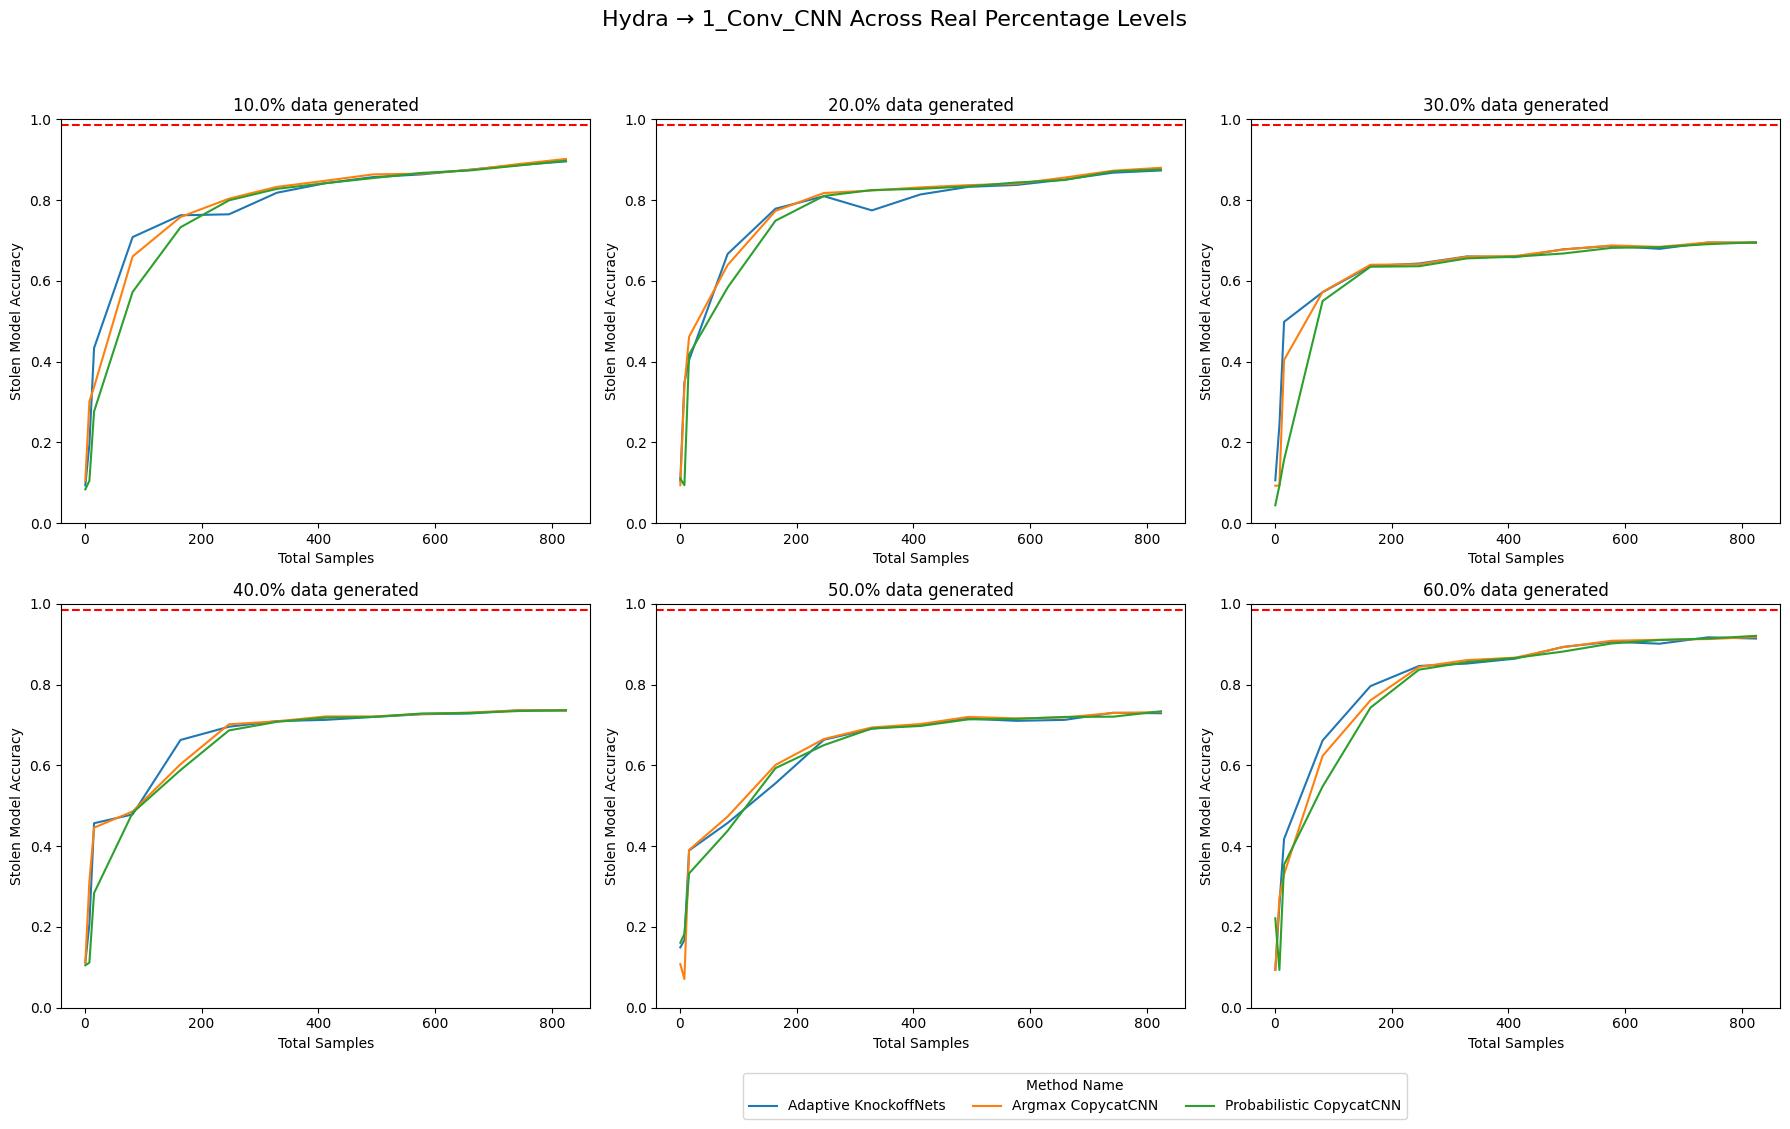 Hydra → 1_Conv_CNN Across Real Percentage Levels
10.0% data generated
Stolen Model Accuracy
1.0
0.8
0.6
0.4
0.2
0.0
0 200 400 600 800
Total Samples
20.0% data generated
Stolen Model Accuracy
1.0
0.8
0.6
0.4
0.2
0.0
0 200 400 600 800
Total Samples
30.0% data generated
Stolen Model Accuracy
1.0
0.8
0.6
0.4
0.2
0.0
0 200 400 600 800
Total Samples
40.0% data generated
Stolen Model Accuracy
1.0
0.8
0.6
0.4
0.2
0.0
0 200 400 600 800
Total Samples
50.0% data generated
Stolen Model Accuracy
1.0
0.8
0.6
0.4
0.2
0.0
0 200 400 600 800
Total Samples
60.0% data generated
Stolen Model Accuracy
1.0
0.8
0.6
0.4
0.2
0.0
0 200 400 600 800
Total Samples
Method Name
Adaptive KnockoffNets Argmax CopycatCNN Probabilistic CopycatCNN